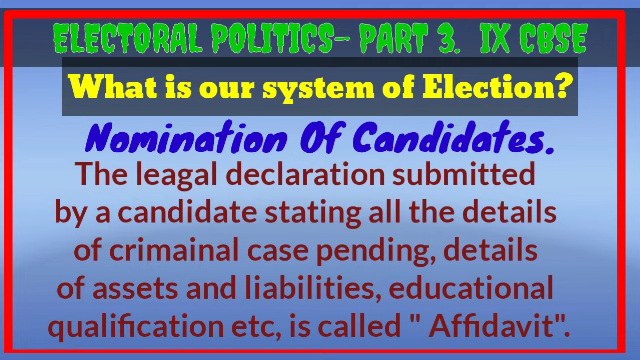 ELECTORAL POLITICS- PART 3. IX CBSE
What is our system of Election?
Nomination Of Candidates.
The leagal declaration submitted
by a candidate stating all the details
of crimainal case pending, details
of assets and liabilities, educational
qualification etc, is called " Affidavit".